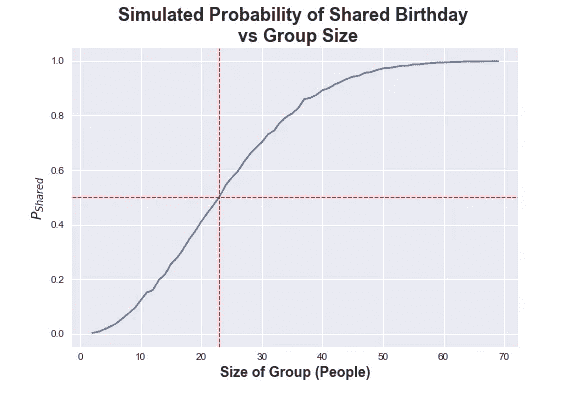 Simulated Probability of Shared Birthday
vs Group Size
1.0
0.8
0.6
0.4
0.2
0.0
P_Shared
0 10 20 30 40 50 60 70
Size of Group (People)